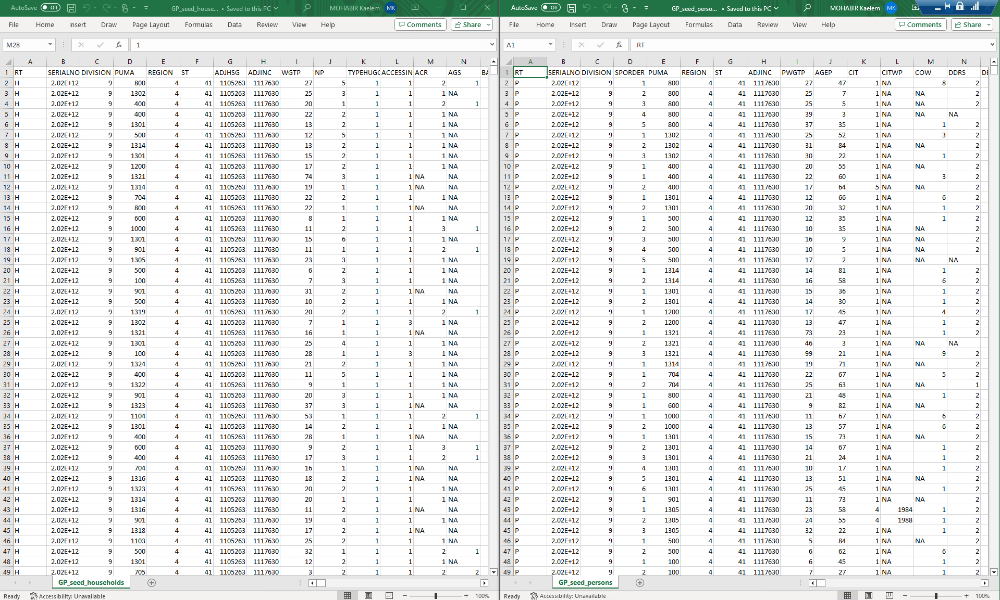 AutoSave Off GP_seed_house... • Saved to this PC MOHABIR Kaelem MK
File Home Insert Draw Page Layout Formulas Data Review View Help Comments Share
M28 fx 1
A B C D E F G H I J K L M N
1 RT SERIALNO DIVISION PUMA REGION ST ADJHSG ADJINC WGTP NP TYPEHUGQ ACCESSIN ACR AGS BA
2 H 2.02E+12 9 800 4 41 1105263 1117630 27 5 1 1 2 1
3 H 2.02E+12 9 1302 4 41 1105263 1117630 25 3 1 1 1 NA
4 H 2.02E+12 9 400 4 41 1105263 1117630 20 1 1 1 2 1
5 H 2.02E+12 9 400 4 41 1105263 1117630 22 2 1 1 1 NA
6 H 2.02E+12 9 1301 4 41 1105263 1117630 13 2 1 1 1 NA
7 H 2.02E+12 9 500 4 41 1105263 1117630 12 5 1 1 1 NA
8 H 2.02E+12 9 1314 4 41 1105263 1117630 13 2 1 1 1 NA
9 H 2.02E+12 9 1301 4 41 1105263 1117630 15 2 1 1 1 NA
10 H 2.02E+12 9 1200 4 41 1105263 1117630 17 2 1 1 1 NA
11 H 2.02E+12 9 1321 4 41 1105263 1117630 74 3 1 1 NA NA
12 H 2.02E+12 9 1314 4 41 1105263 1117630 19 1 1 1 NA NA
13 H 2.02E+12 9 704 4 41 1105263 1117630 22 2 1 1 1 NA
14 H 2.02E+12 9 800 4 41 1105263 1117630 22 1 1 1 NA NA
15 H 2.02E+12 9 600 4 41 1105263 1117630 8 1 1 1 1 NA
16 H 2.02E+12 9 1000 4 41 1105263 1117630 11 2 1 1 3 1
17 H 2.02E+12 9 1301 4 41 1105263 1117630 15 6 1 1 1 NA
18 H 2.02E+12 9 901 4 41 1105263 1117630 11 1 1 1 2 1
19 H 2.02E+12 9 1305 4 41 1105263 1117630 23 3 1 1 1 NA
20 H 2.02E+12 9 500 4 41 1105263 1117630 6 2 1 1 1 NA
21 H 2.02E+12 9 100 4 41 1105263 1117630 7 3 1 1 1 NA
22 H 2.02E+12 9 901 4 41 1105263 1117630 31 2 1 1 NA NA
23 H 2.02E+12 9 500 4 41 1105263 1117630 10 2 1 1 1 NA
24 H 2.02E+12 9 1319 4 41 1105263 1117630 20 2 1 1 2 1
25 H 2.02E+12 9 1302 4 41 1105263 1117630 7 1 1 3 1 NA
26 H 2.02E+12 9 1321 4 41 1105263 1117630 16 1 1 1 NA NA
27 H 2.02E+12 9 1301 4 41 1105263 1117630 25 4 1 1 1 NA
28 H 2.02E+12 9 100 4 41 1105263 1117630 28 1 1 3 1 NA
29 H 2.02E+12 9 1324 4 41 1105263 1117630 21 2 1 1 1 NA
30 H 2.02E+12 9 400 4 41 1105263 1117630 11 5 1 1 1 NA
31 H 2.02E+12 9 1322 4 41 1105263 1117630 9 1 1 1 1 NA
32 H 2.02E+12 9 901 4 41 1105263 1117630 20 3 1 1 1 NA
33 H 2.02E+12 9 1323 4 41 1105263 1117630 37 3 1 1 NA NA
34 H 2.02E+12 9 1104 4 41 1105263 1117630 53 1 1 1 2 1
35 H 2.02E+12 9 1301 4 41 1105263 1117630 14 2 1 1 1 NA
36 H 2.02E+12 9 400 4 41 1105263 1117630 28 1 1 1 NA NA
37 H 2.02E+12 9 600 4 41 1105263 1117630 9 2 1 1 3 1
38 H 2.02E+12 9 400 4 41 1105263 1117630 17 3 1 1 2 1
39 H 2.02E+12 9 704 4 41 1105263 1117630 16 1 1 1 NA NA
40 H 2.02E+12 9 1316 4 41 1105263 1117630 18 2 1 1 NA NA
41 H 2.02E+12 9 1323 4 41 1105263 1117630 20 2 1 1 1 NA
42 H 2.02E+12 9 1314 4 41 1105263 1117630 20 1 1 1 1 NA
43 H 2.02E+12 9 1316 4 41 1105263 1117630 11 2 1 1 NA NA
44 H 2.02E+12 9 901 4 41 1105263 1117630 19 4 1 1 1 NA
45 H 2.02E+12 9 1318 4 41 1105263 1117630 17 2 1 1 NA NA
46 H 2.02E+12 9 1103 4 41 1105263 1117630 25 2 1 1 1 NA
47 H 2.02E+12 9 500 4 41 1105263 1117630 32 1 1 1 2 1
48 H 2.02E+12 9 1301 4 41 1105263 1117630 12 2 1 1 1 NA
49 H 2.02E+12 9 705 4 41 1105263 1117630 3 2 1 1 2 2
GP_seed_households
Ready Accessibility: Unavailable 100%
AutoSave Off GP_seed_perso... • Saved to this PC MOHABIR Kaelem MK
File Home Insert Draw Page Layout Formulas Data Review View Help Comments Share
A1 fx RT
A B C D E F G H I J K L M N
1 RT SERIALNO DIVISION SPORDER PUMA REGION ST ADJINC PWGTP AGEP CIT CITWP COW DDRS DE
2 P 2.02E+12 9 1 800 4 41 1117630 27 47 1 NA 8 2
3 P 2.02E+12 9 2 800 4 41 1117630 25 7 1 NA NA 2
4 P 2.02E+12 9 3 800 4 41 1117630 25 5 1 NA NA 2
5 P 2.02E+12 9 4 800 4 41 1117630 39 3 1 NA NA NA
6 P 2.02E+12 9 5 800 4 41 1117630 37 35 1 NA 1 2
7 P 2.02E+12 9 1 1302 4 41 1117630 25 52 1 NA 3 2
8 P 2.02E+12 9 2 1302 4 41 1117630 31 84 1 NA NA 2
9 P 2.02E+12 9 3 1302 4 41 1117630 30 22 1 NA 1 2
10 P 2.02E+12 9 1 400 4 41 1117630 20 55 1 NA NA 2
11 P 2.02E+12 9 1 400 4 41 1117630 22 60 1 NA 3 2
12 P 2.02E+12 9 2 400 4 41 1117630 17 64 5 NA NA 2
13 P 2.02E+12 9 1 1301 4 41 1117630 12 66 1 NA 6 2
14 P 2.02E+12 9 2 1301 4 41 1117630 20 32 1 NA 1 2
15 P 2.02E+12 9 1 500 4 41 1117630 12 35 1 NA 1 2
16 P 2.02E+12 9 2 500 4 41 1117630 10 35 1 NA NA 2
17 P 2.02E+12 9 3 500 4 41 1117630 16 9 1 NA NA 2
18 P 2.02E+12 9 4 500 4 41 1117630 10 5 1 NA NA 2
19 P 2.02E+12 9 5 500 4 41 1117630 17 2 1 NA NA NA
20 P 2.02E+12 9 1 1314 4 41 1117630 14 81 1 NA 1 2
21 P 2.02E+12 9 2 1314 4 41 1117630 16 58 1 NA 6 2
22 P 2.02E+12 9 1 1301 4 41 1117630 15 36 1 NA 1 2
23 P 2.02E+12 9 2 1301 4 41 1117630 14 30 1 NA 1 2
24 P 2.02E+12 9 1 1200 4 41 1117630 17 45 1 NA 4 2
25 P 2.02E+12 9 2 1200 4 41 1117630 13 47 1 NA 1 2
26 P 2.02E+12 9 1 1321 4 41 1117630 73 23 1 NA 1 2
27 P 2.02E+12 9 2 1321 4 41 1117630 46 3 1 NA NA NA
28 P 2.02E+12 9 3 1321 4 41 1117630 99 21 1 NA 9 2
29 P 2.02E+12 9 1 1314 4 41 1117630 19 71 1 NA NA 2
30 P 2.02E+12 9 1 704 4 41 1117630 22 67 1 NA 5 2
31 P 2.02E+12 9 2 704 4 41 1117630 25 63 1 NA NA 1
32 P 2.02E+12 9 1 800 4 41 1117630 21 48 1 NA 1 2
33 P 2.02E+12 9 1 600 4 41 1117630 9 82 1 NA NA 2
34 P 2.02E+12 9 1 1000 4 41 1117630 11 67 1 NA 6 2
35 P 2.02E+12 9 2 1000 4 41 1117630 13 57 1 NA 6 2
36 P 2.02E+12 9 1 1301 4 41 1117630 15 73 1 NA NA 2
37 P 2.02E+12 9 2 1301 4 41 1117630 14 67 1 NA 1 2
38 P 2.02E+12 9 3 1301 4 41 1117630 21 24 1 NA 1 2
39 P 2.02E+12 9 4 1301 4 41 1117630 10 17 1 NA 1 2
40 P 2.02E+12 9 5 1301 4 41 1117630 13 51 1 NA NA 2
41 P 2.02E+12 9 6 1301 4 41 1117630 25 45 1 NA 1 2
42 P 2.02E+12 9 1 901 4 41 1117630 11 73 1 NA NA 2
43 P 2.02E+12 9 1 1305 4 41 1117630 23 58 4 1984 1 2
44 P 2.02E+12 9 2 1305 4 41 1117630 24 55 4 1988 1 2
45 P 2.02E+12 9 3 1305 4 41 1117630 32 22 1 NA 1 2
46 P 2.02E+12 9 1 500 4 41 1117630 5 84 1 NA NA 2
47 P 2.02E+12 9 2 500 4 41 1117630 6 62 1 NA 6 2
48 P 2.02E+12 9 1 100 4 41 1117630 6 45 1 NA 1 2
49 P 2.02E+12 9 2 100 4 41 1117630 7 27 1 NA 1 2
GP_seed_persons
Ready Accessibility: Unavailable 100%